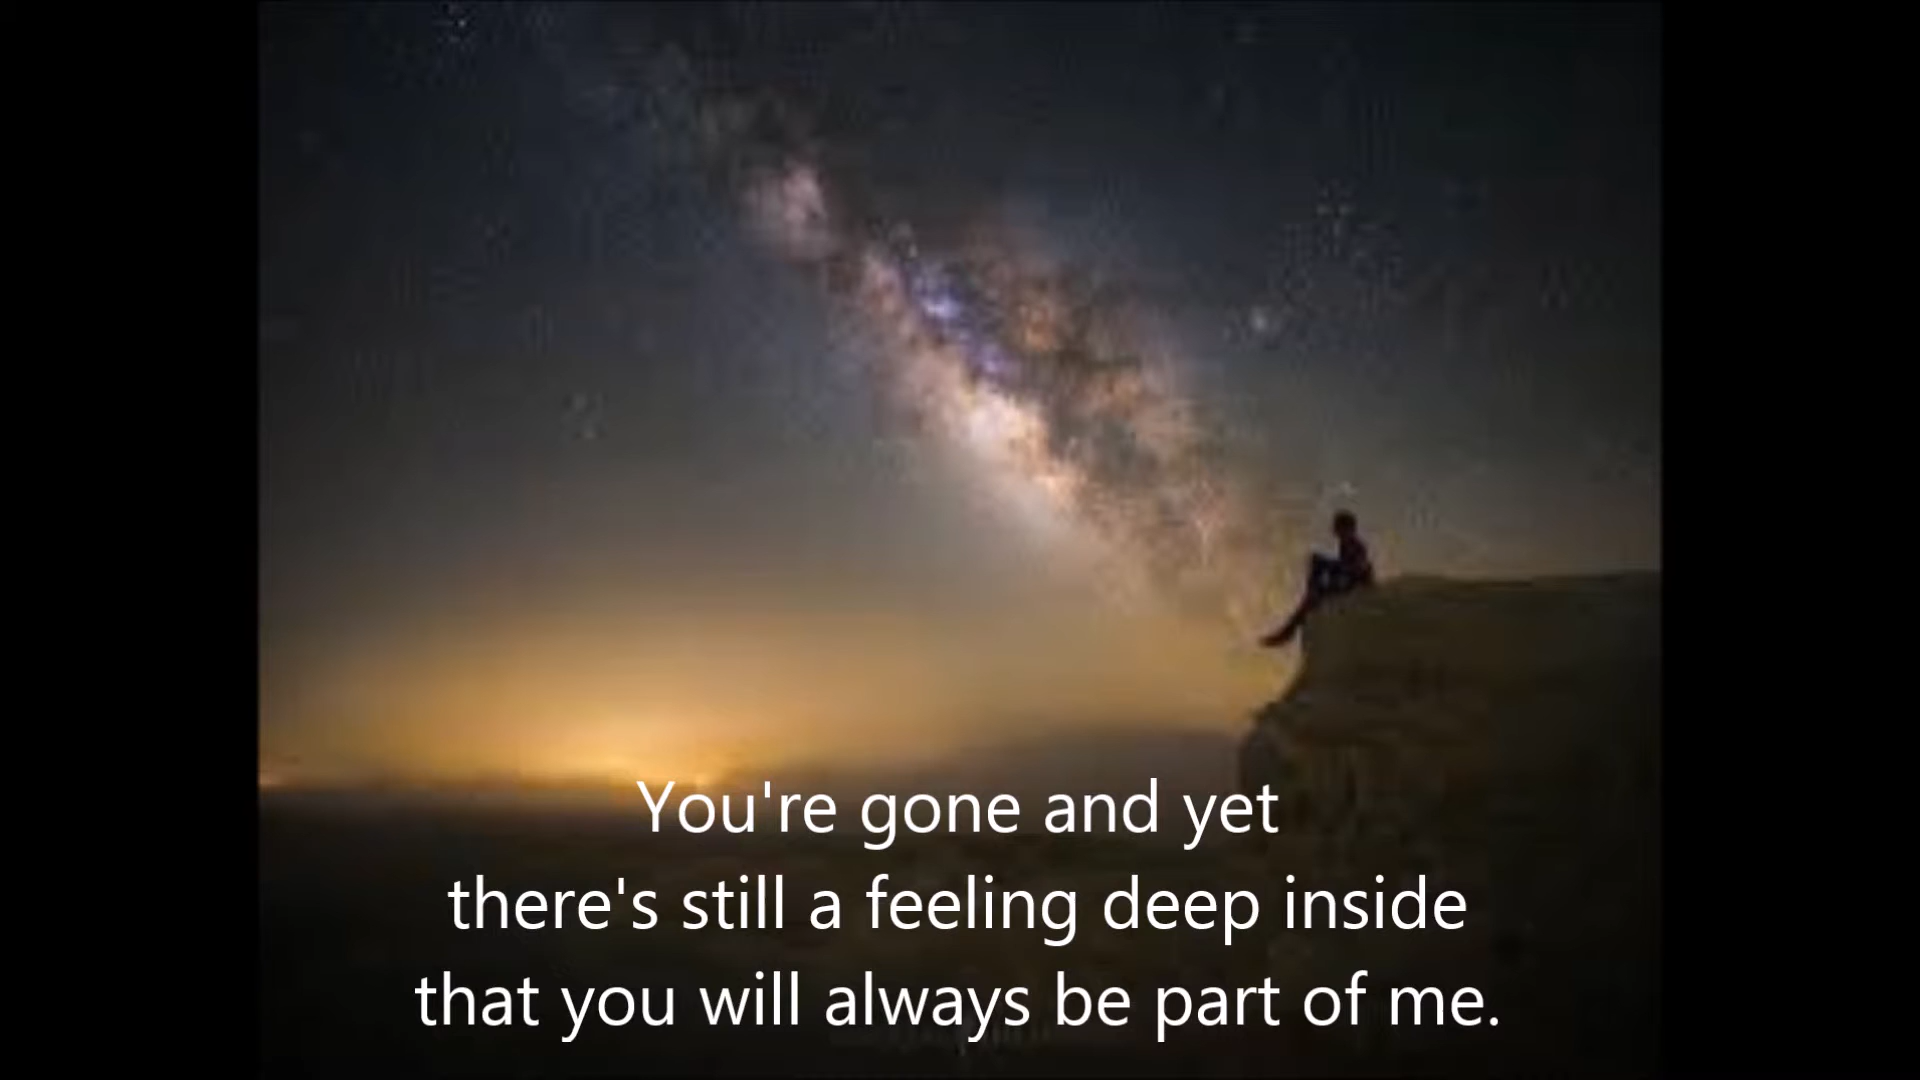 You're gone and yet
there's still a feeling deep inside
that you will always be part of me.